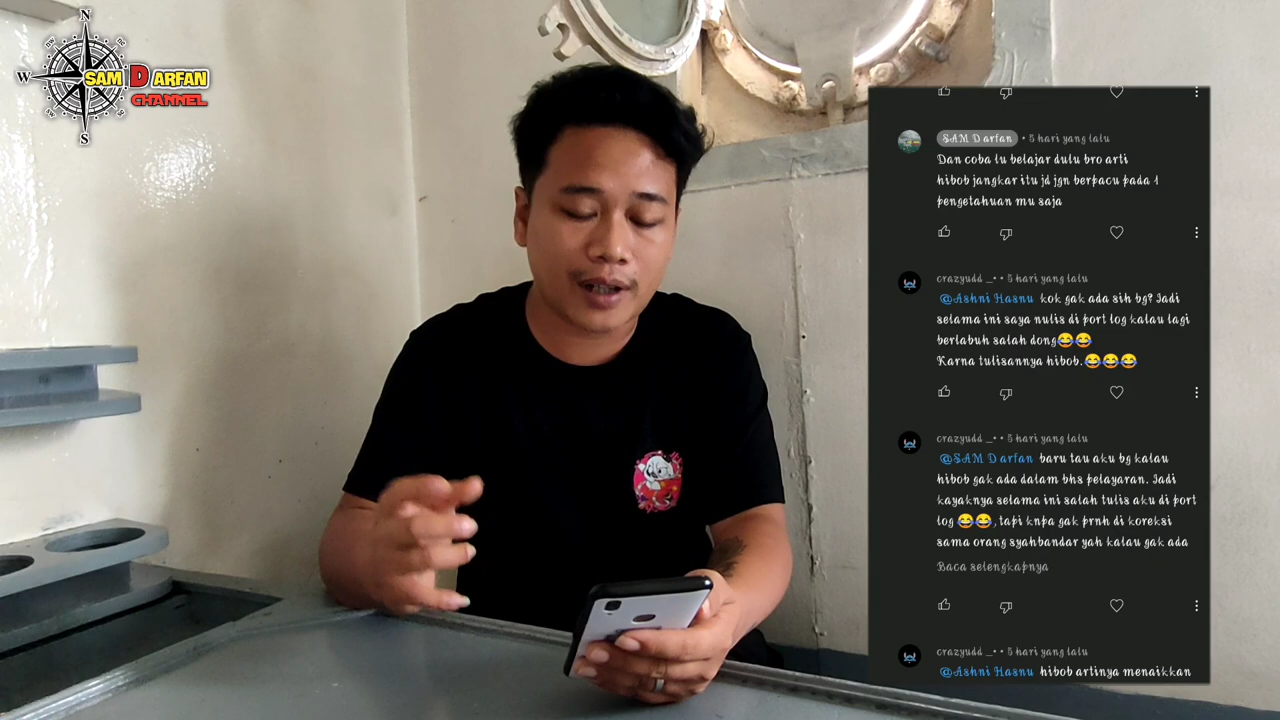 N
W
SAM D ARFAN
CHANNEL
S
SAM D arfan • 5 hari yang lalu
Dan coba lu belajar dulu bro arti
hibob jangkar itu jd jgn berpacu pada 1
pengetahuan mu saja
crazyudd _• • 5 hari yang lalu
@Ashni Hasnu kok gak ada sih bg? Jadi
selama ini saya nulis di port log kalau lagi
berlabuh salah dong😂😂
Karna tulisannya hibob.😂😂😂
crazyudd _• • 5 hari yang lalu
@SAM D arfan baru tau aku bg kalau
hibob gak ada dalam bhs pelayaran. Jadi
kayaknya selama ini salah tulis aku di port
log 😂😂,tapi knpa gak prnh di koreksi
sama orang syahbandar yah kalau gak ada
Baca selengkapnya
crazyudd _• • 5 hari yang lalu
@Ashni Hasnu hibob artinya menaikkan